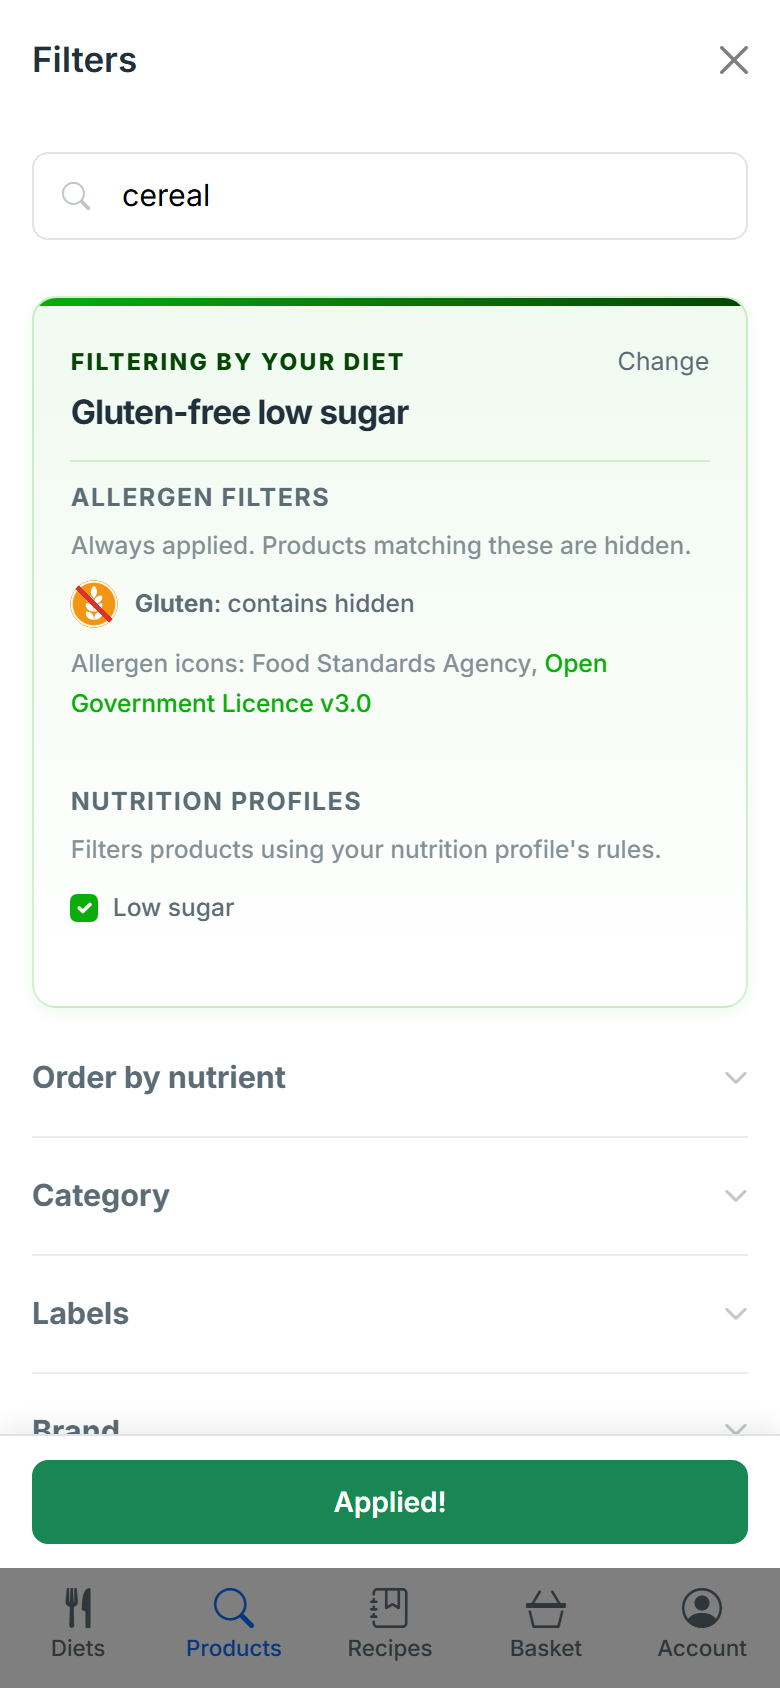 Filters
cereal
FILTERING BY YOUR DIET
Change
Gluten-free low sugar
ALLERGEN FILTERS
Always applied. Products matching these are hidden.
Gluten: contains hidden
Allergen icons: Food Standards Agency, Open
Government Licence v3.0
NUTRITION PROFILES
Filters products using your nutrition profile's rules.
Low sugar
Order by nutrient
Category
Labels
Brand
Applied!
Diets
Products
Recipes
Basket
Account